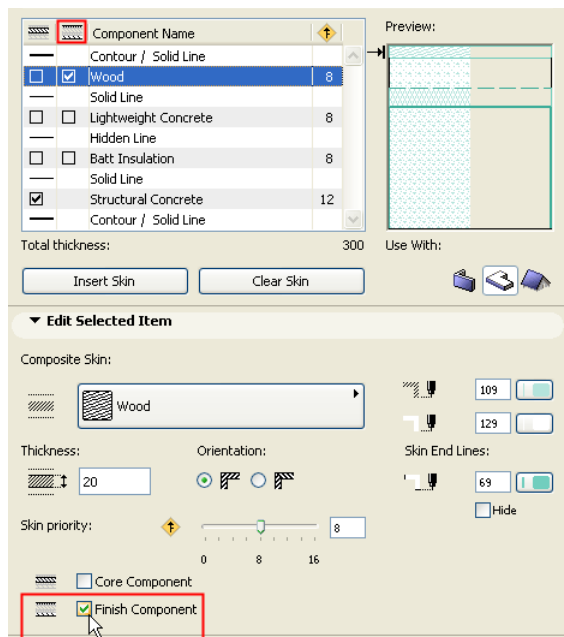 Component Name
Preview:
Contour / Solid Line
Wood 8
Solid Line
Lightweight Concrete 8
Hidden Line
Batt Insulation 8
Solid Line
Structural Concrete 12
Contour / Solid Line
Total thickness: 300
Use With:
Insert Skin
Clear Skin
Edit Selected Item
Composite Skin:
Wood
109
129
Thickness:
Orientation:
Skin End Lines:
20
69
Hide
Skin priority:
8
0 8 16
Core Component
Finish Component